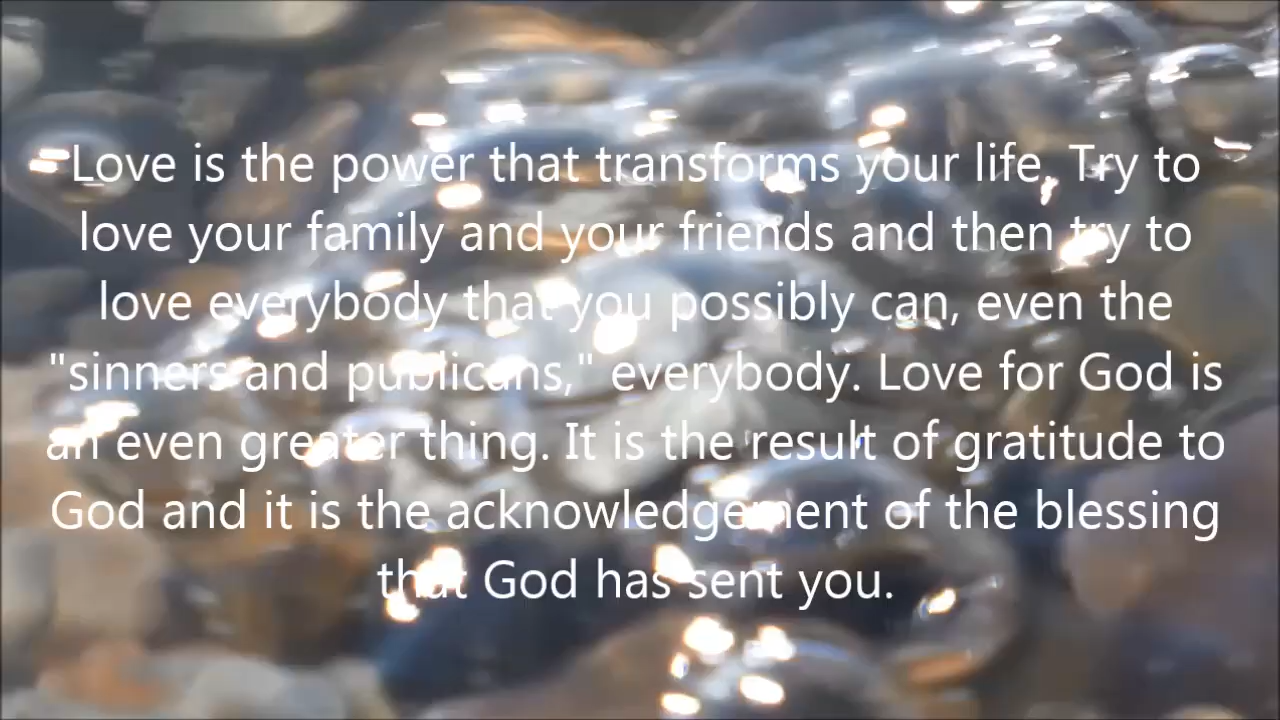 Love is the power that transforms your life. Try to
love your family and your friends and then try to
love everybody that you possibly can, even the
"sinners and publicans," everybody. Love for God is
an even greater thing. It is the result of gratitude to
God and it is the acknowledgement of the blessing
that God has sent you.